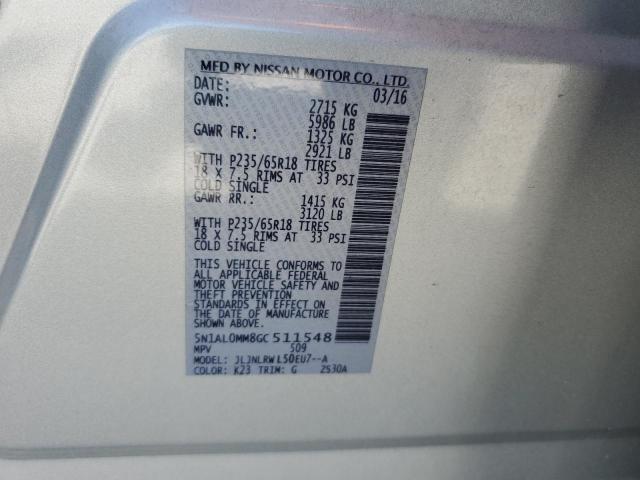 MFD BY NISSAN MOTOR CO., LTD.
DATE: 03/16
GVWR: 2715 KG
5986 LB
GAWR FR.: 1325 KG
2921 LB
WITH P235/65R18 TIRES
18 X 7.5 RIMS AT 33 PSI
COLD SINGLE
GAWR RR.: 1415 KG
3120 LB
WITH P235/65R18 TIRES
18 X 7.5 RIMS AT 33 PSI
COLD SINGLE
THIS VEHICLE CONFORMS TO
ALL APPLICABLE FEDERAL
MOTOR VEHICLE SAFETY AND
THEFT PREVENTION
STANDARDS IN EFFECT ON
THE DATE OF MANUFACTURE
SHOWN ABOVE.
5N1AL0MM8GC511548
MPV 509
MODEL: JLJNLRWL50EU7--A
COLOR: K23 TRIM: G 2530A